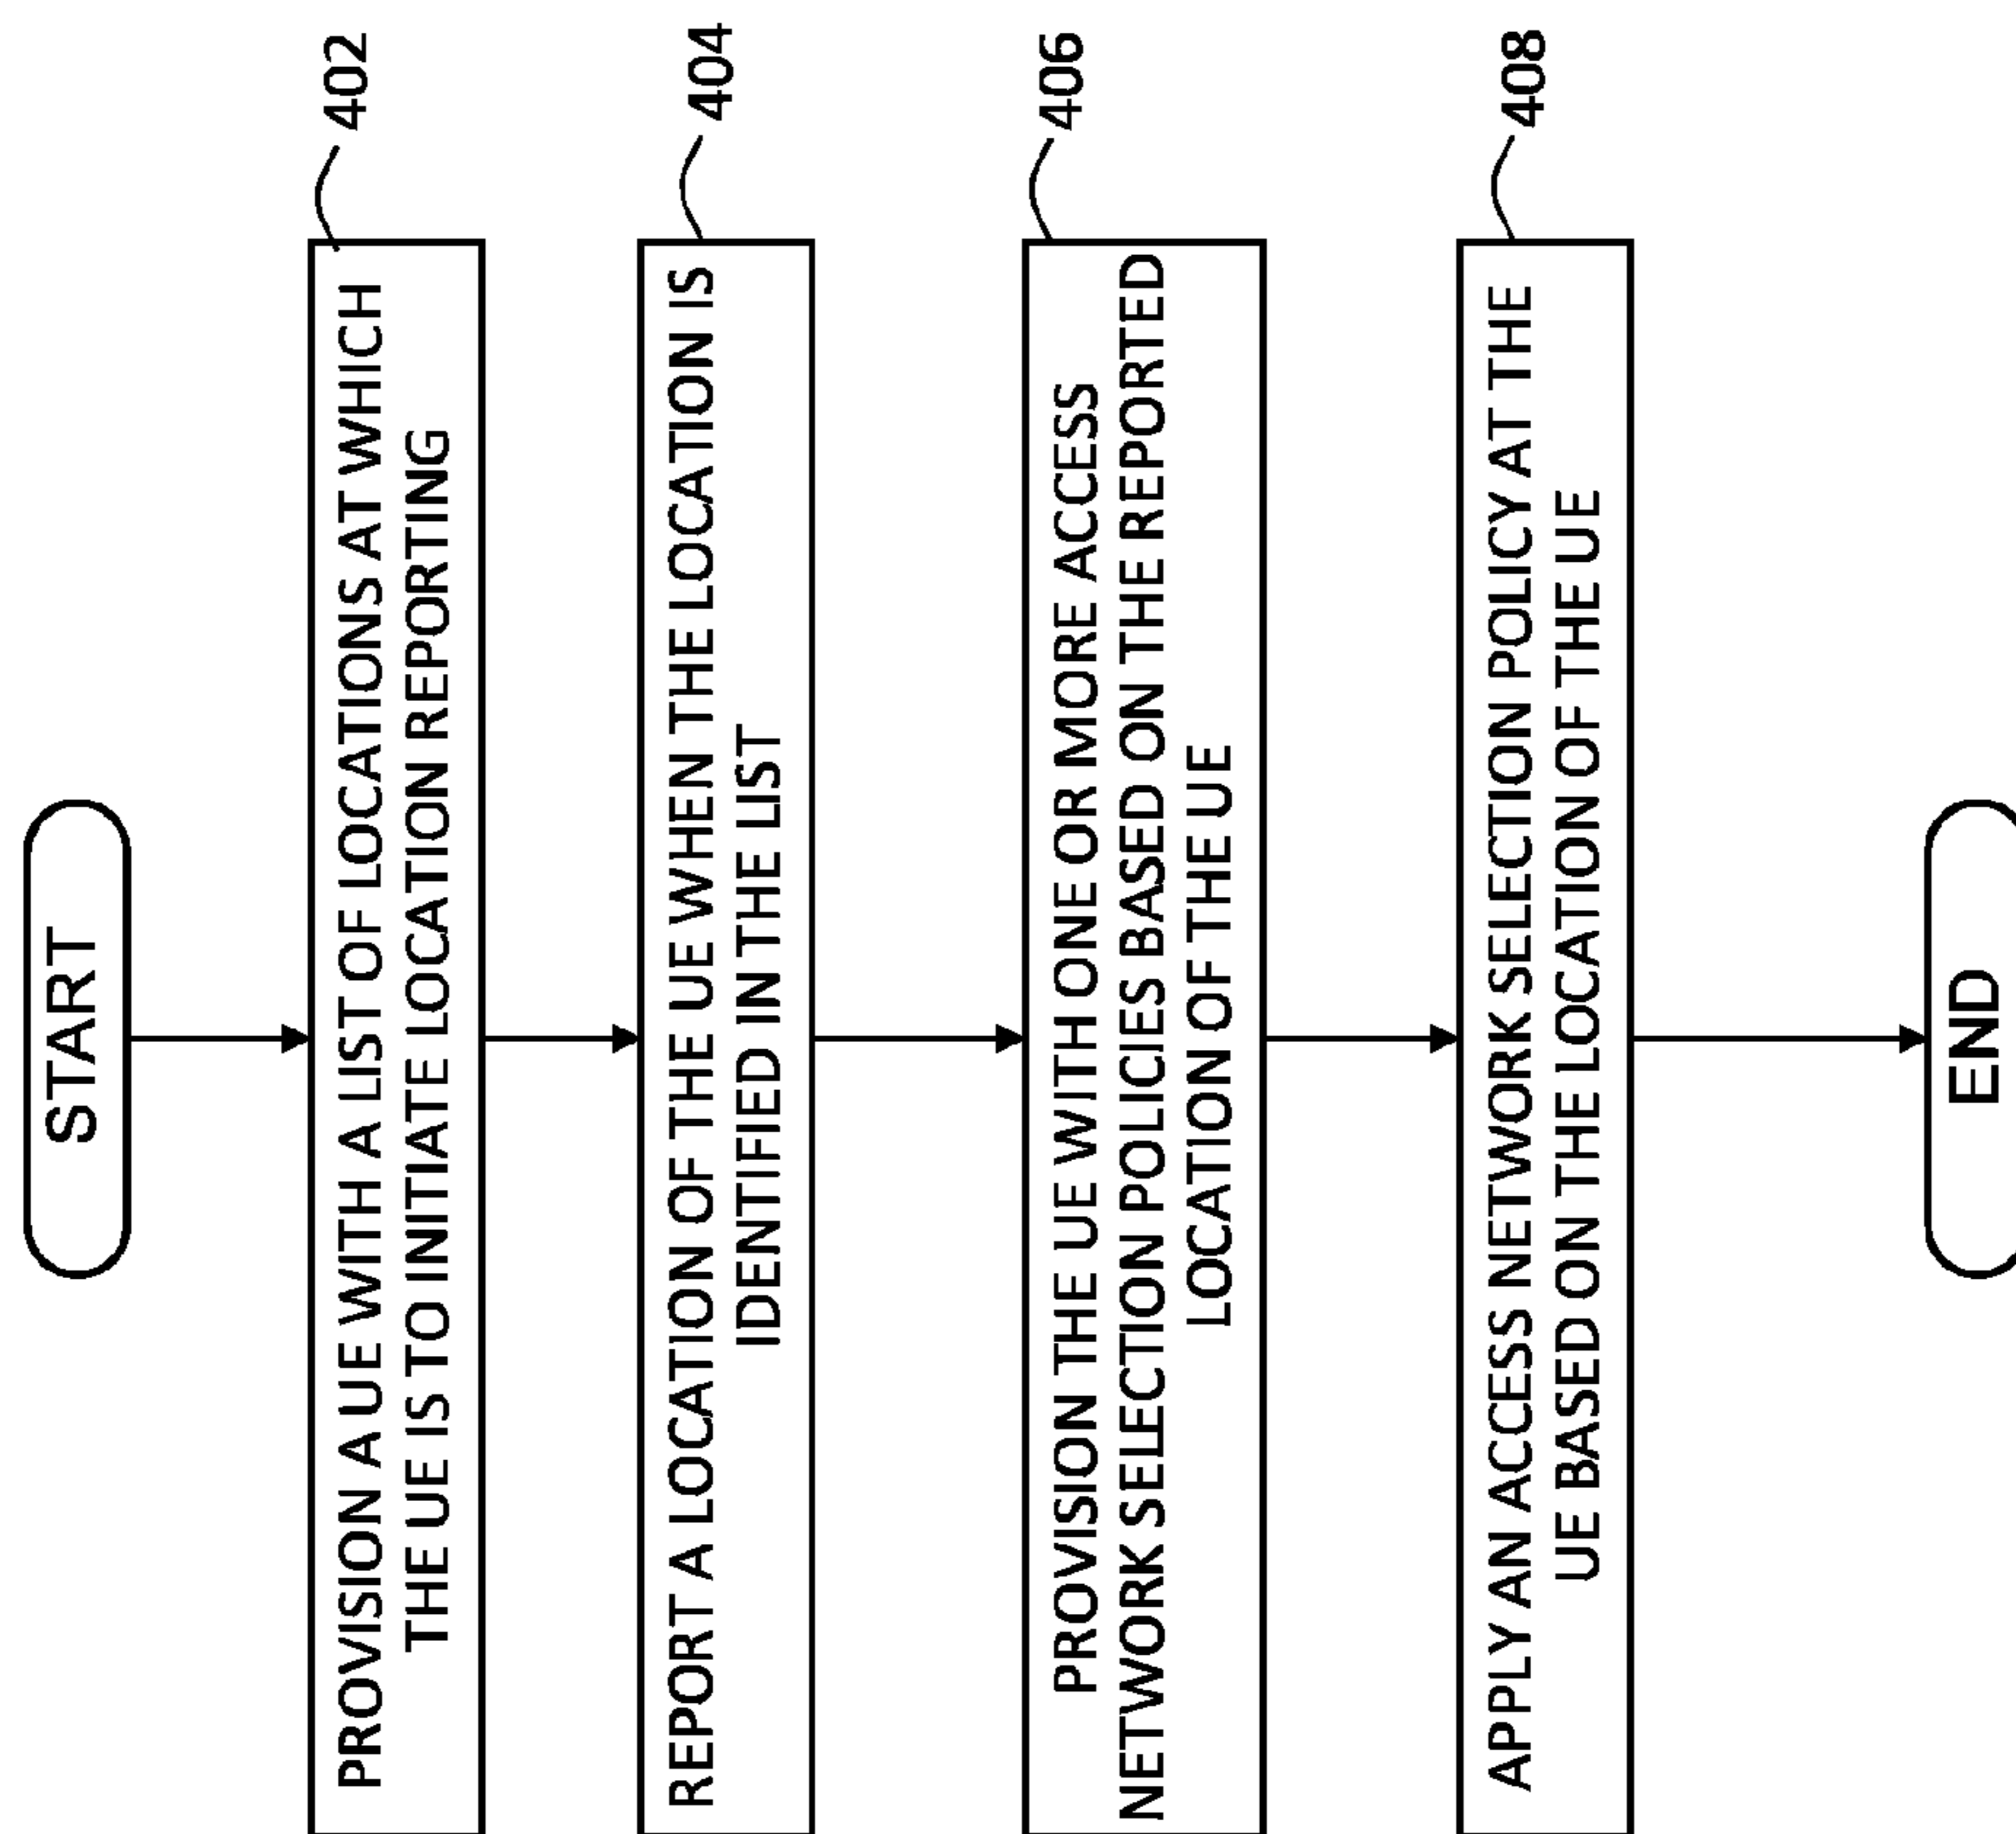 START
402
PROVISION A UE WITH A LIST OF LOCATIONS AT WHICH
THE UE IS TO INITIATE LOCATION REPORTING
404
REPORT A LOCATION OF THE UE WHEN THE LOCATION IS
IDENTIFIED IN THE LIST
406
PROVISION THE UE WITH ONE OR MORE ACCESS
NETWORK SELECTION POLICIES BASED ON THE REPORTED
LOCATION OF THE UE
408
APPLY AN ACCESS NETWORK SELECTION POLICY AT THE
UE BASED ON THE LOCATION OF THE UE
END